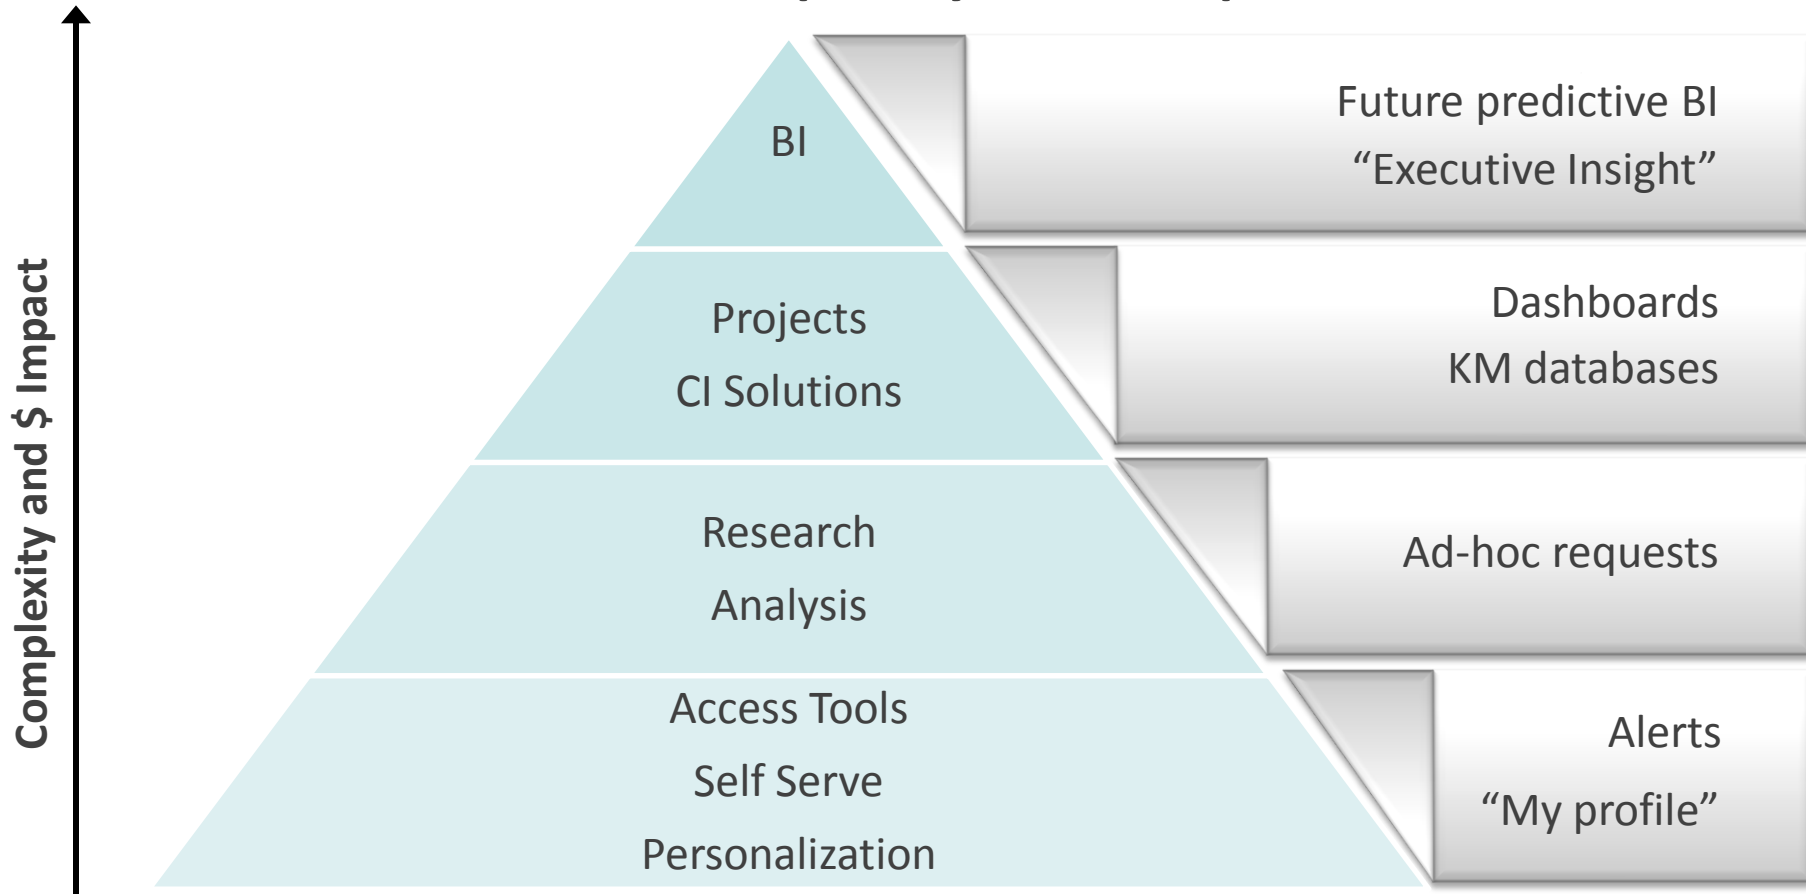 Complexity and $ Impact
BI
Future predictive BI
“Executive Insight”
Projects
CI Solutions
Dashboards
KM databases
Research
Analysis
Ad-hoc requests
Access Tools
Self Serve
Personalization
Alerts
“My profile”